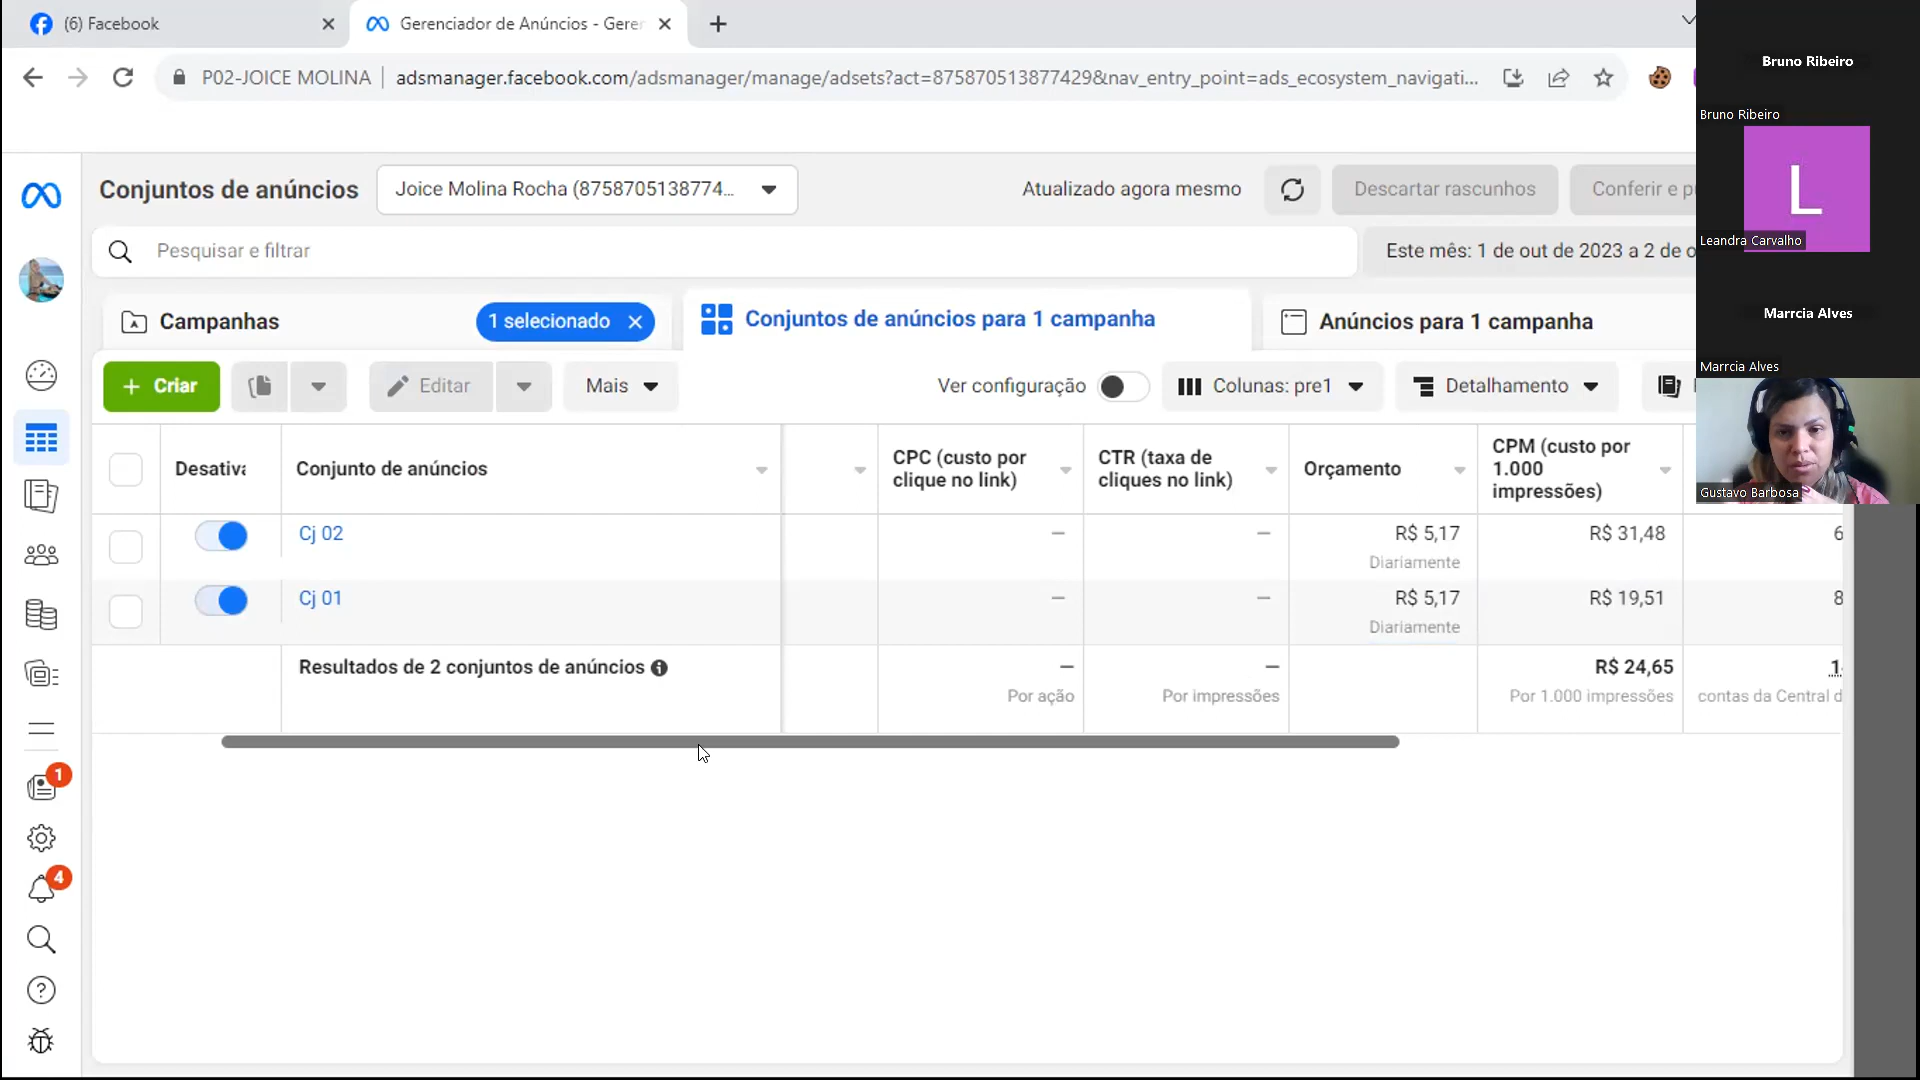 (6) Facebook
Gerenciador de Anúncios - Geren
P02-JOICE MOLINA
adsmanager.facebook.com/adsmanager/manage/adsets?act=875870513877429&nav_entry_point=ads_ecosystem_navigati...
Bruno Ribeiro
Bruno Ribeiro
L
Leandra Carvalho
Marrcia Alves
Marrcia Alves
Gustavo Barbosa
Conjuntos de anúncios
Joice Molina Rocha (8758705138774...
Atualizado agora mesmo
Descartar rascunhos
Conferir e p
Pesquisar e filtrar
Este mês: 1 de out de 2023 a 2 de o
Campanhas
1 selecionado
Conjuntos de anúncios para 1 campanha
Anúncios para 1 campanha
+ Criar
Editar
Mais
Ver configuração
Colunas: pre1
Detalhamento
Desativa
Conjunto de anúncios
CPC (custo por
clique no link)
CTR (taxa de
cliques no link)
Orçamento
CPM (custo por
1.000
impressões)
Cj 02
—
—
R$ 5,17
Diariamente
R$ 31,48
6
Cj 01
—
—
R$ 5,17
Diariamente
R$ 19,51
8
Resultados de 2 conjuntos de anúncios
—
Por ação
—
Por impressões
R$ 24,65
Por 1.000 impressões
1
contas da Central d
1
4